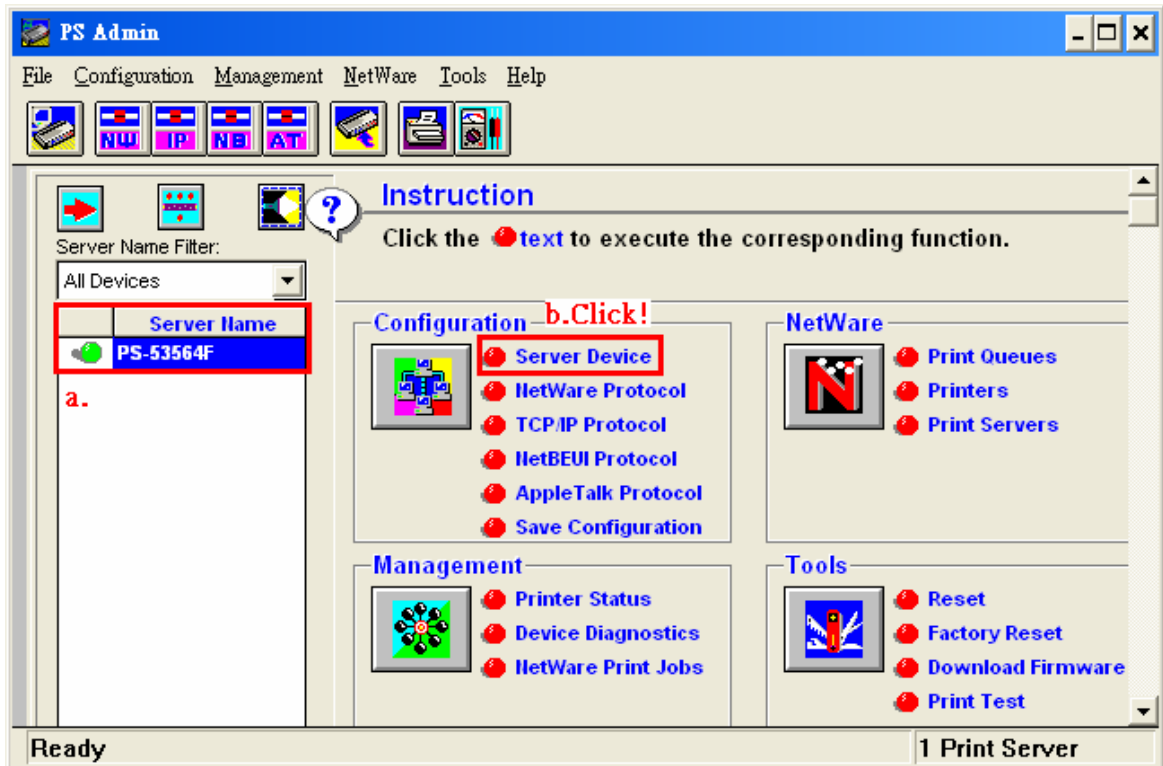 PS Admin
File Configuration Management NetWare Tools Help
NW IP NB AT
?
Instruction
Click the text to execute the corresponding function.
Server Name Filter:
All Devices
Server Name
PS-53564F
a.
b.Click!
Configuration
Server Device
NetWare Protocol
TCP/IP Protocol
NetBEUI Protocol
AppleTalk Protocol
Save Configuration
NetWare
N
Print Queues
Printers
Print Servers
Management
Printer Status
Device Diagnostics
NetWare Print Jobs
Tools
Reset
Factory Reset
Download Firmware
Print Test
Ready
1 Print Server